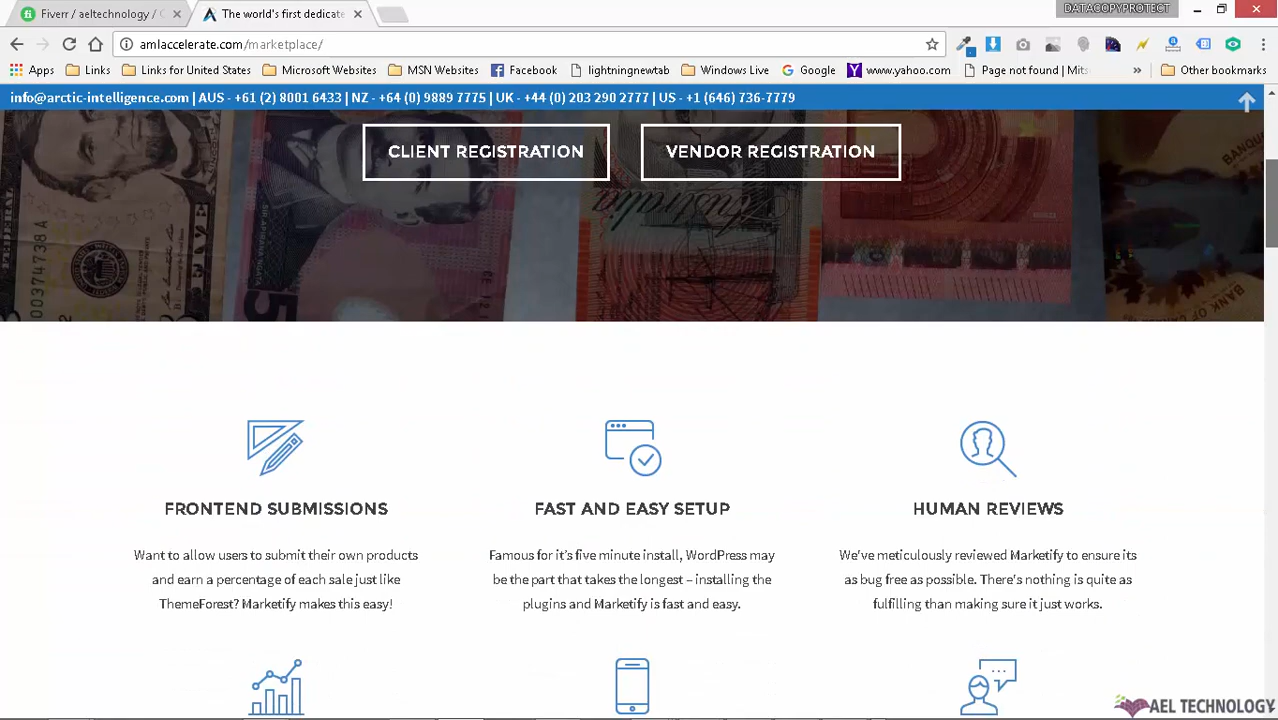 Fiverr / aeltechnology / C
The world's first dedicate
DATACOPYPROTECT
amlaccelerate.com/marketplace/
Apps
Links
Links for United States
Microsoft Websites
MSN Websites
Facebook
lightningnewtab
Windows Live
Google
www.yahoo.com
Page not found | Mits
»
Other bookmarks
info@arctic-intelligence.com | AUS - +61 (2) 8001 6433 | NZ - +64 (0) 9889 7775 | UK - +44 (0) 203 290 2777 | US - +1 (646) 736-7779
CLIENT REGISTRATION
VENDOR REGISTRATION
FRONTEND SUBMISSIONS
Want to allow users to submit their own products
and earn a percentage of each sale just like
ThemeForest? Marketify makes this easy!
FAST AND EASY SETUP
Famous for it's five minute install, WordPress may
be the part that takes the longest – installing the
plugins and Marketify is fast and easy.
HUMAN REVIEWS
We've meticulously reviewed Marketify to ensure its
as bug free as possible. There's nothing is quite as
fulfilling than making sure it just works.
AEL TECHNOLOGY